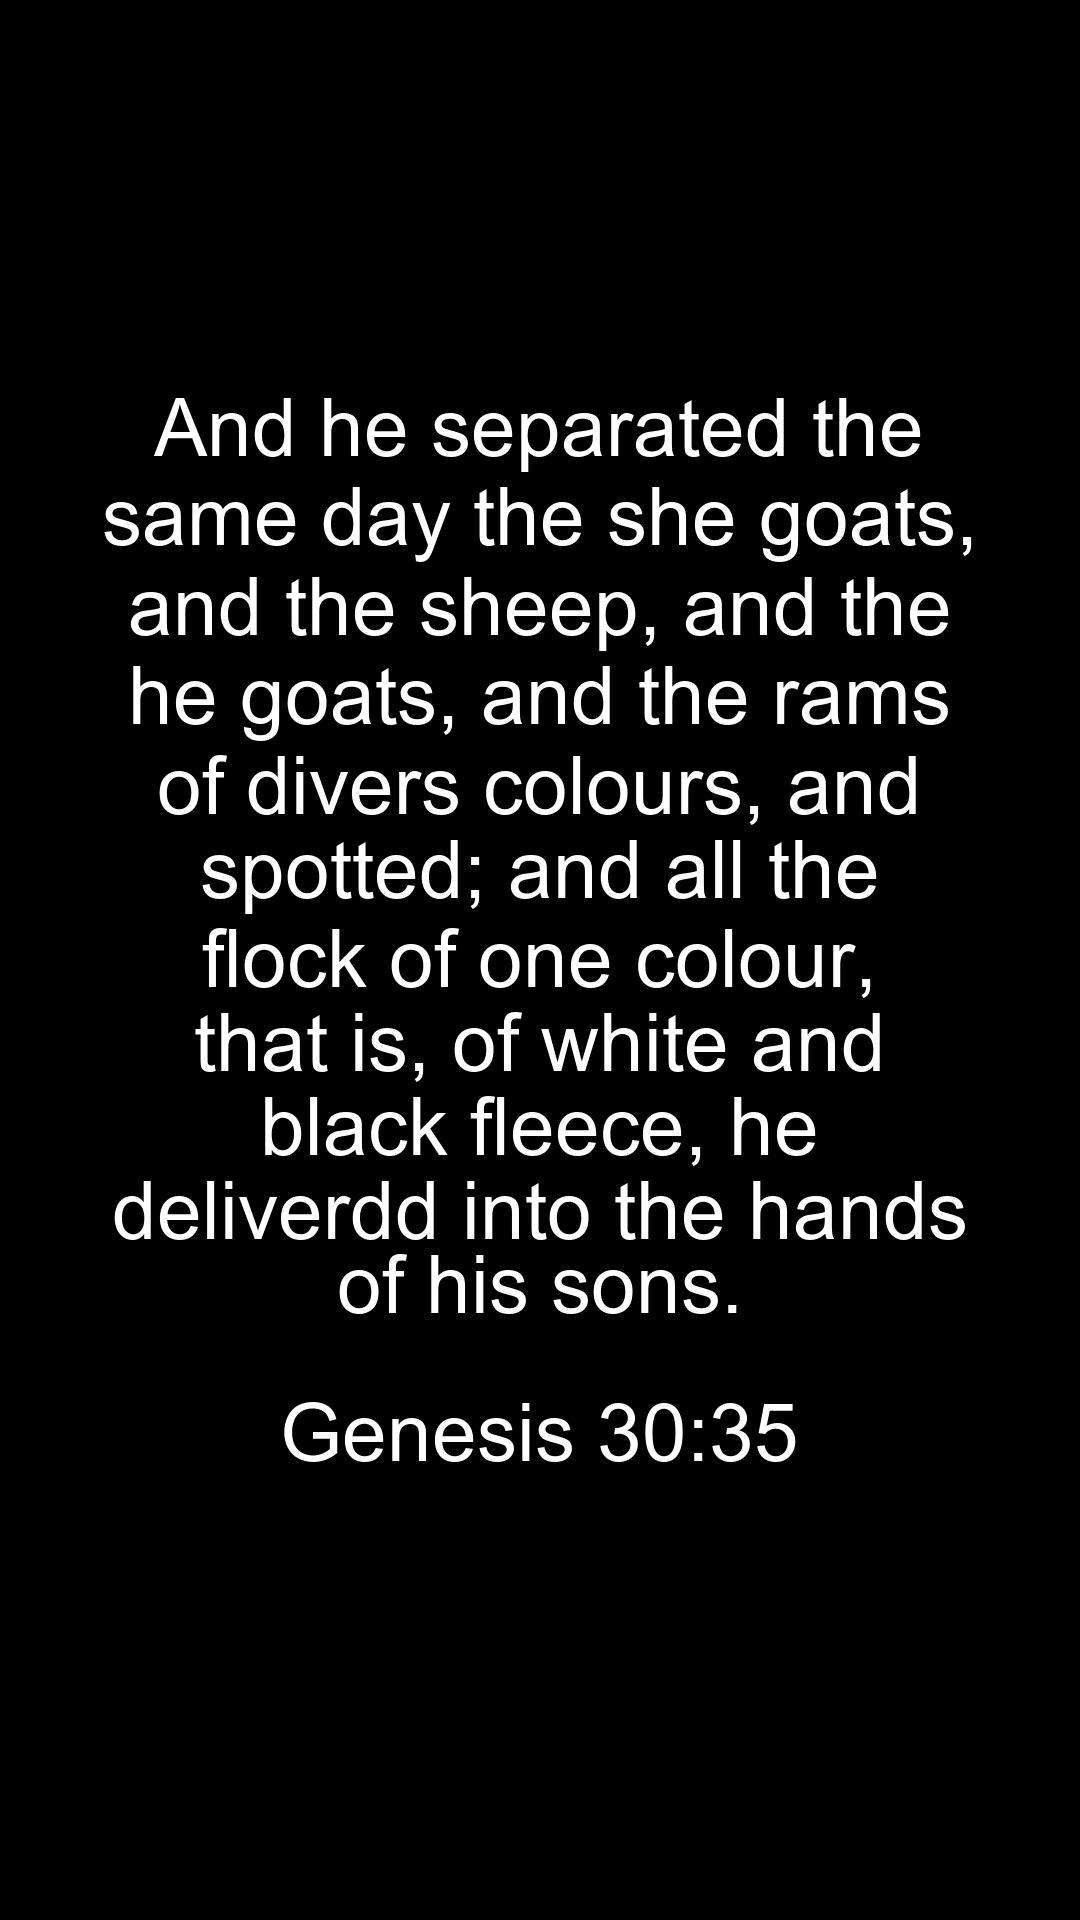 And he separated the
same day the she goats,
and the sheep, and the
he goats, and the rams
of divers colours, and
spotted; and all the
flock of one colour,
that is, of white and
black fleece, he
deliverdd into the hands
of his sons.
Genesis 30:35